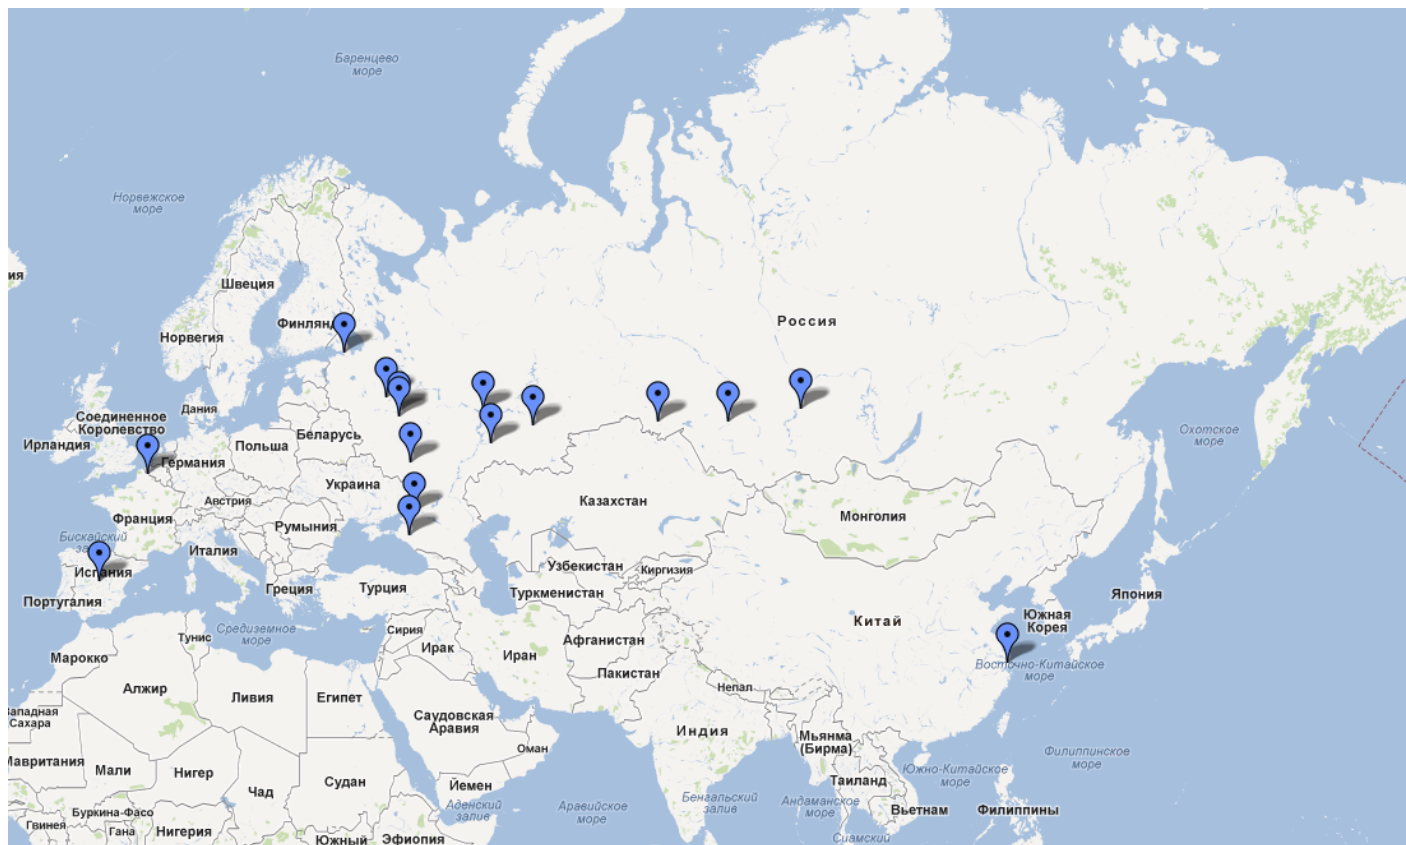 Баренцево
море
Норвежское
море
ия
Швеция
Финлянд
Россия
Норвегия
Дания
Соединенное
Королевство
Ирландия
Польша
Беларусь
Германия
Охотское
море
Украина
Австрия
Казахстан
Франция
Румыния
Монголия
Бискайский
Италия
Узбекистан
Киргизия
Испания
Греция
Турция
Туркменистан
Португалия
Япония
Южная
Корея
Китай
Средиземное
море
Тунис
Сирия
Афганистан
Ирак
Иран
Марокко
Восточно-Китайское
море
Пакистан
Непал
Алжир
Ливия
Египет
Западная
Сахара
Саудовская
Аравия
Индия
Мьянма
(Бирма)
Оман
Филиппинское
море
Мавритания
Мали
Нигер
Судан
Йемен
Чад
Южно-Китайское
море
Таиланд
Аденский
залив
Аравийское
море
Бенгальский
залив
Андаманское
море
Вьетнам
Филиппины
Буркина-Фасо
Гвинея
Гана
Нигерия
Южный
Эфиопия
Сиамский